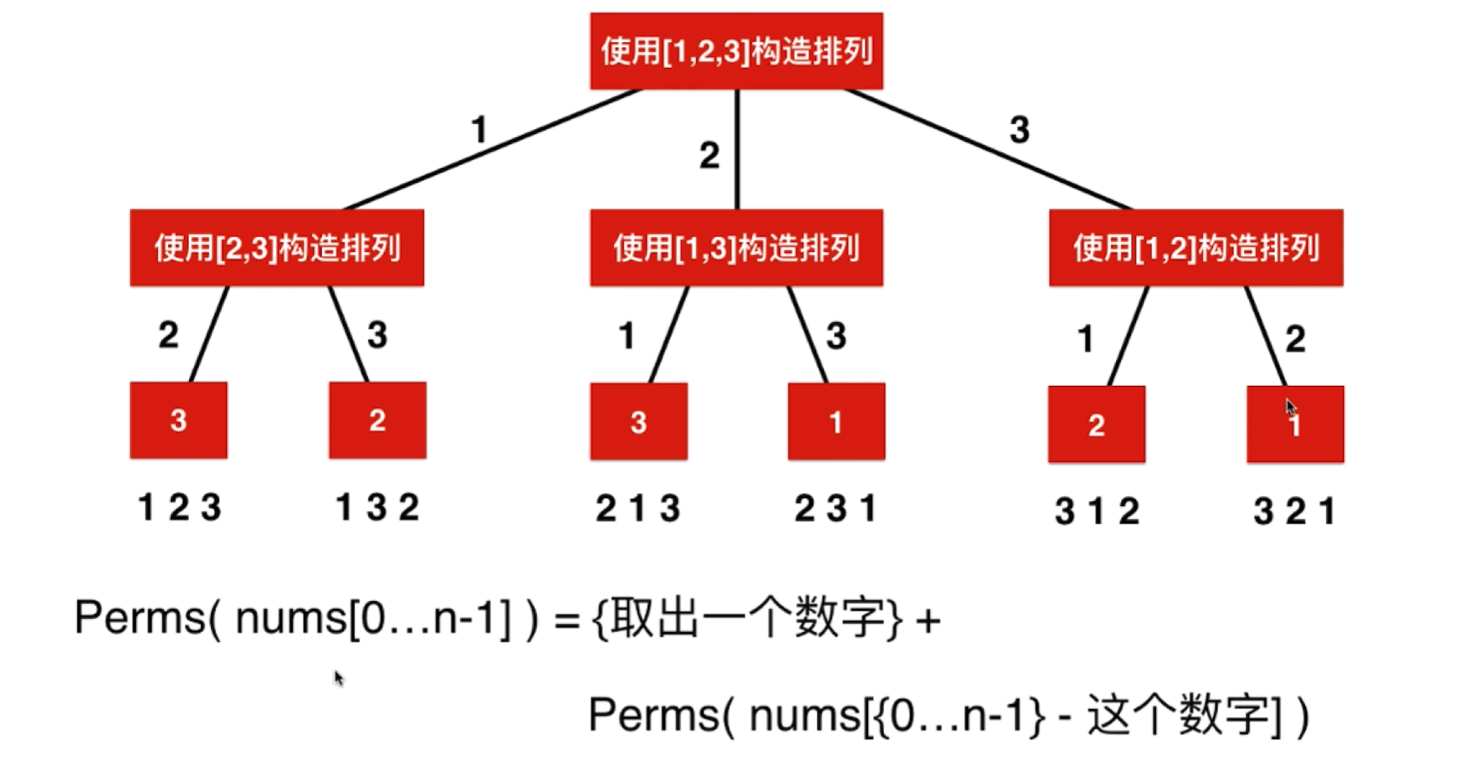 使用[1,2,3]构造排列
1
2
3
使用[2,3]构造排列
使用[1,3]构造排列
使用[1,2]构造排列
2
3
1
3
1
2
3
2
3
1
2
1
1 2 3
1 3 2
2 1 3
2 3 1
3 1 2
3 2 1
Perms( nums[0…n-1] ) = {取出一个数字} +
Perms( nums[{0…n-1} - 这个数字] )